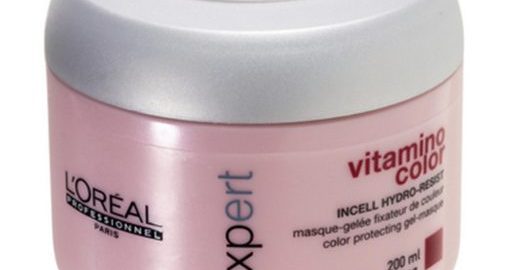 L'ORÉAL
PROFESSIONNEL
PARIS
xpert
vitamino
color
INCELL HYDRO-RESIST
masque-gelée fixateur de couleur
color protecting gel-masque
200 ml